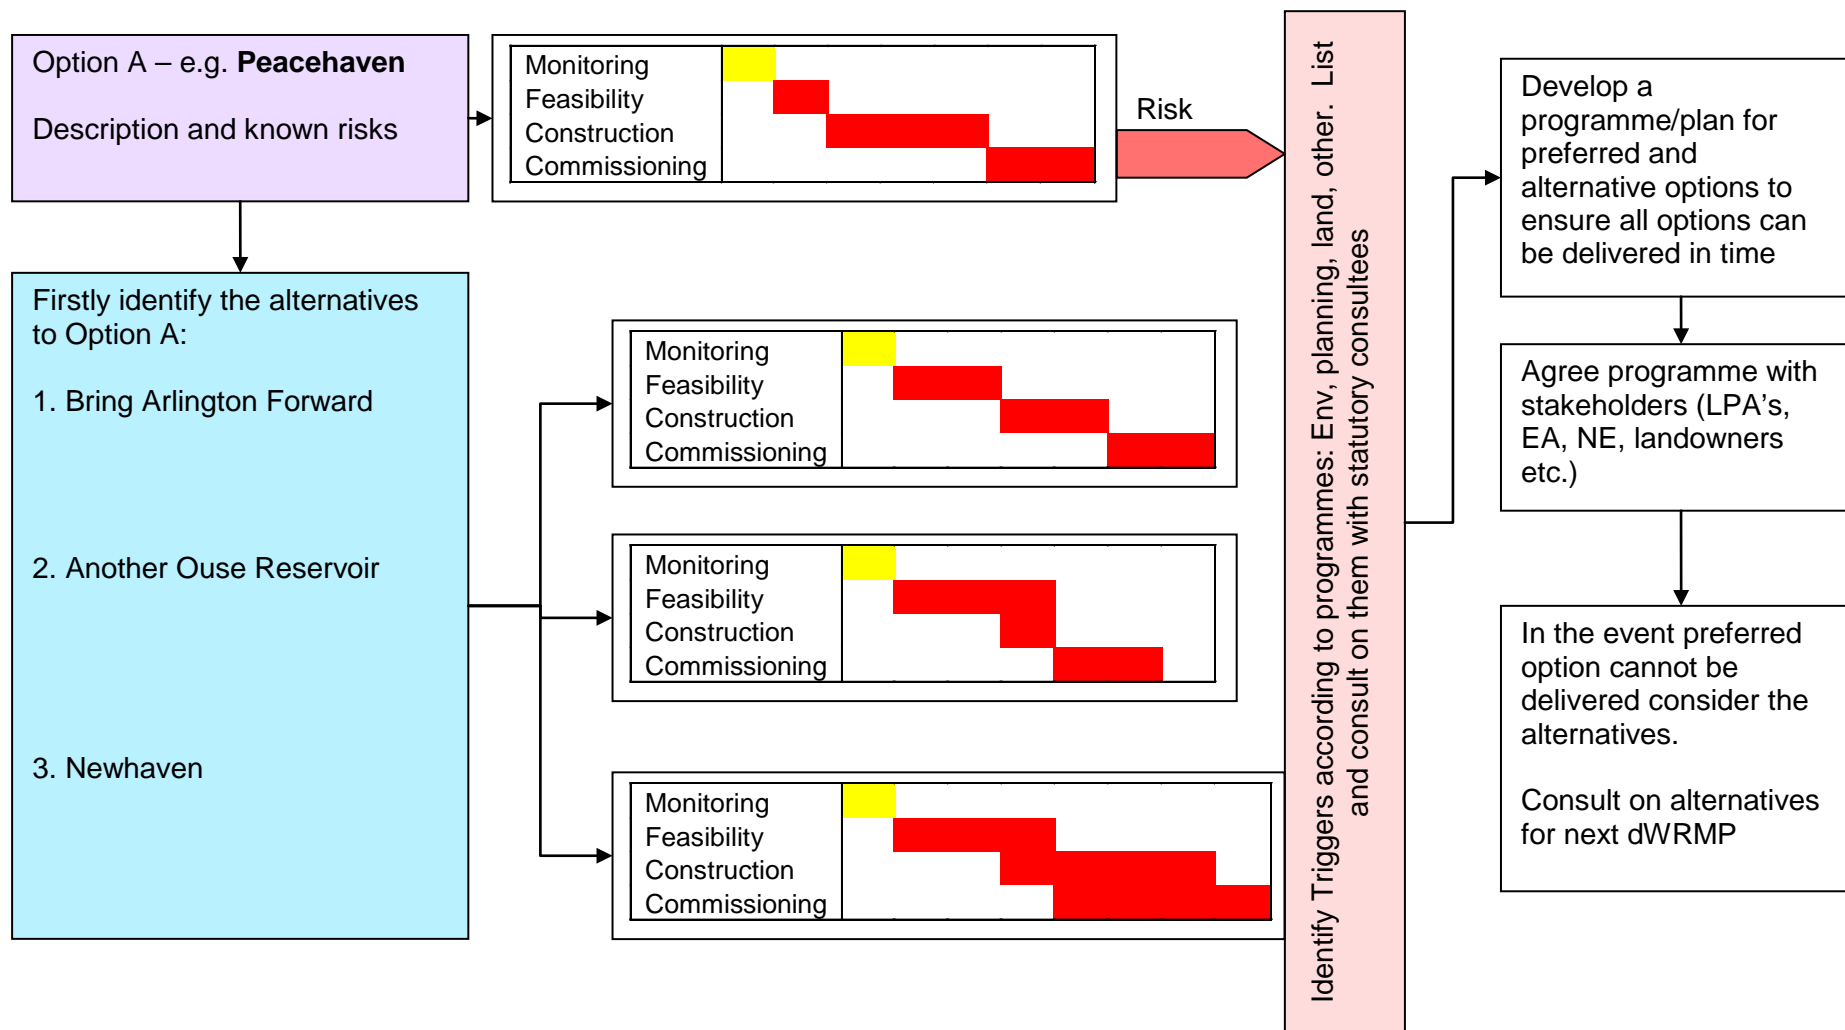 Option A – e.g. Peacehaven
Description and known risks
Monitoring
Feasibility
Construction
Commissioning
Risk
Firstly identify the alternatives
to Option A:
1. Bring Arlington Forward
2. Another Ouse Reservoir
3. Newhaven
Monitoring
Feasibility
Construction
Commissioning
Monitoring
Feasibility
Construction
Commissioning
Monitoring
Feasibility
Construction
Commissioning
Identify Triggers according to programmes: Env, planning, land, other.  List
and consult on them with statutory consultees
Develop a
programme/plan for
preferred and
alternative options to
ensure all options can
be delivered in time
Agree programme with
stakeholders (LPA's,
EA, NE, landowners
etc.)
In the event preferred
option cannot be
delivered consider the
alternatives.
Consult on alternatives
for next dWRMP